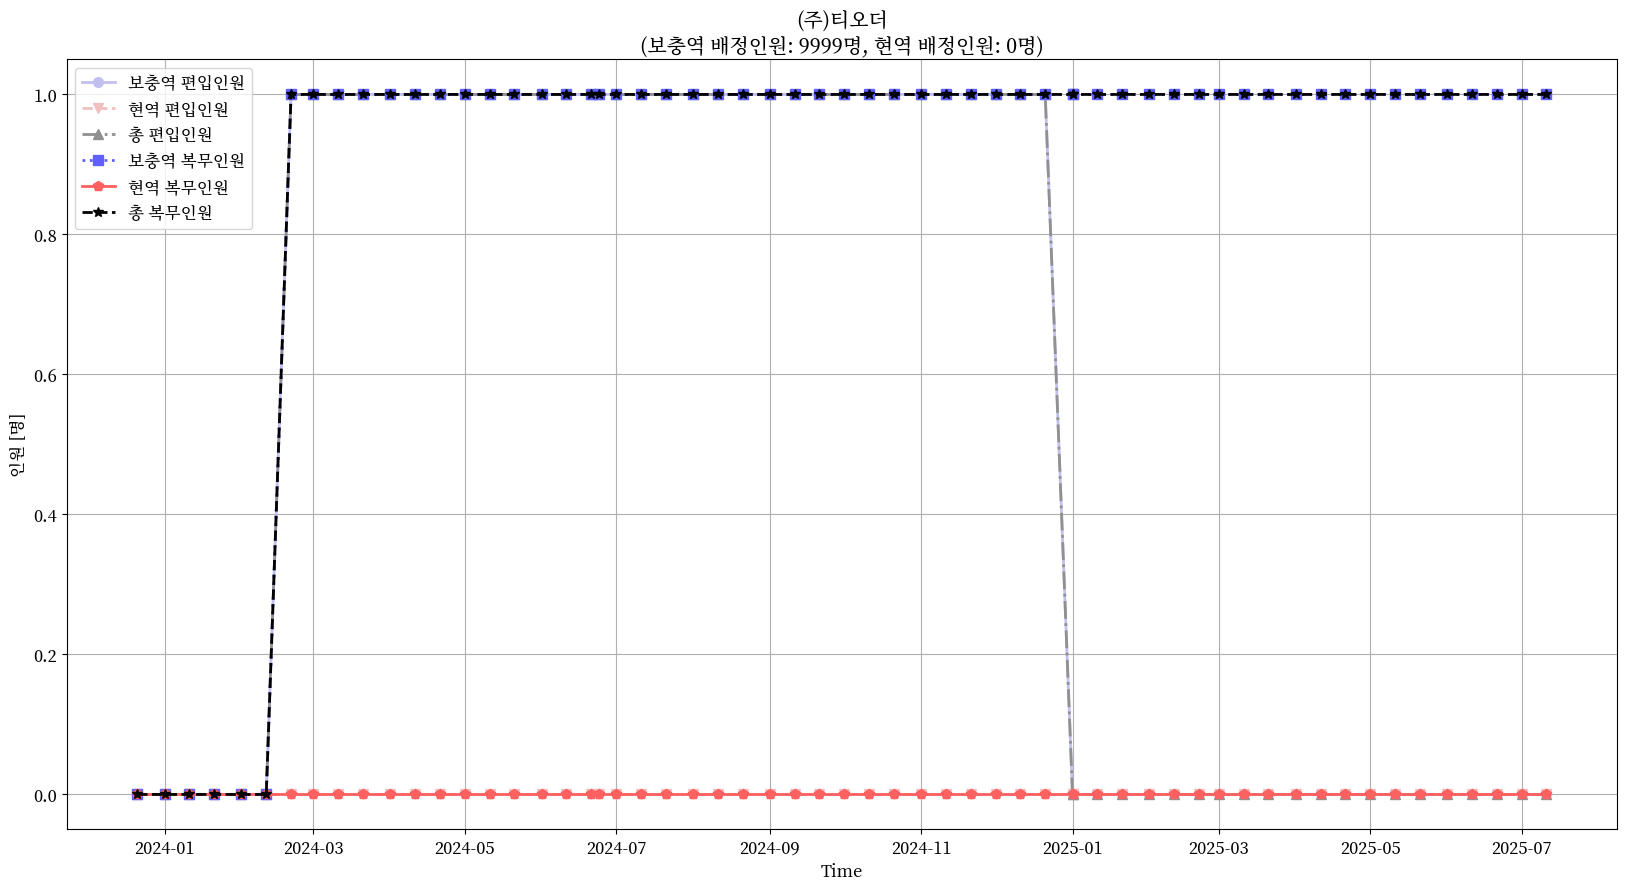 (주)티오더
(보충역 배정인원: 9999명, 현역 배정인원: 0명)
보충역 편입인원
현역 편입인원
총 편입인원
보충역 복무인원
현역 복무인원
총 복무인원
1.0
0.8
0.6
0.4
0.2
0.0
인원 [명]
2024-01
2024-03
2024-05
2024-07
2024-09
2024-11
2025-01
2025-03
2025-05
2025-07
Time